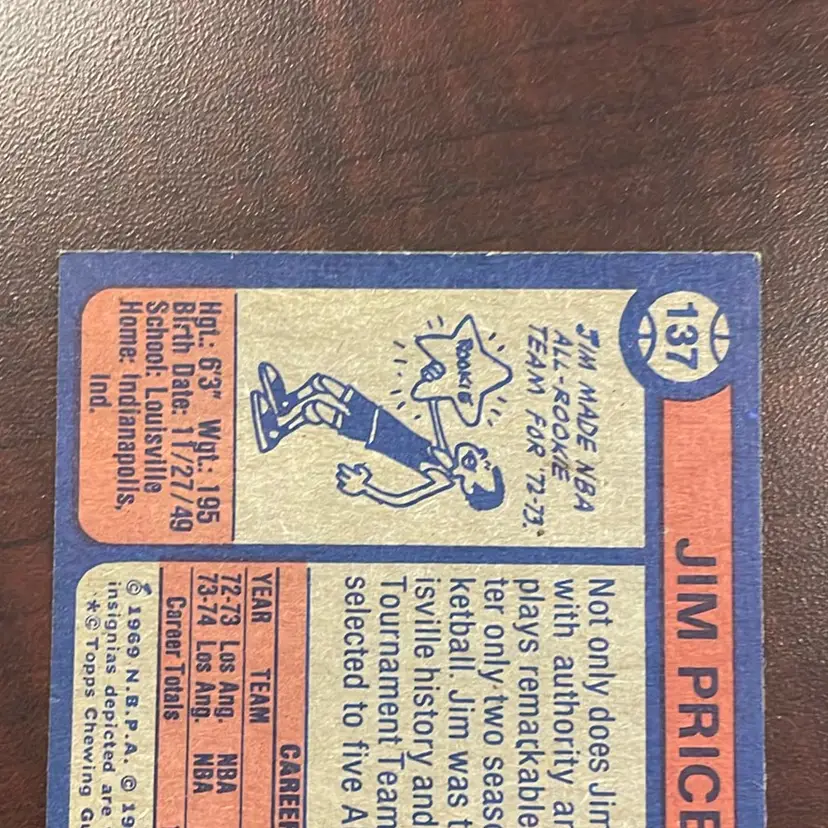 137
JIM PRICE
JIM MADE NBA
ALL-ROOKIE
TEAM FOR '72-73.
ROOKIE
Hgt.: 6'3" Wgt.: 195
Birth Date: 11/27/49
School: Louisville
Home: Indianapolis,
Ind.
Not only does Jim
with authority
plays remarkable
ter only two
ketball. Jim was
isville history and
Tournament Team
selected to five A
CAREER
YEAR TEAM
72-73 Los Ang. NBA
73-74 Los Ang. NBA
Career Totals
© 1969 N.B.P.A. © 19
insignias depicted are
*© Topps Chewing Gu